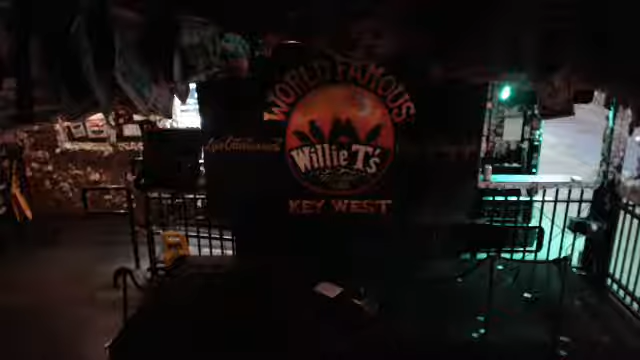 WORLD FAMOUS
Live Entertainment
Willie T's
KEY WEST